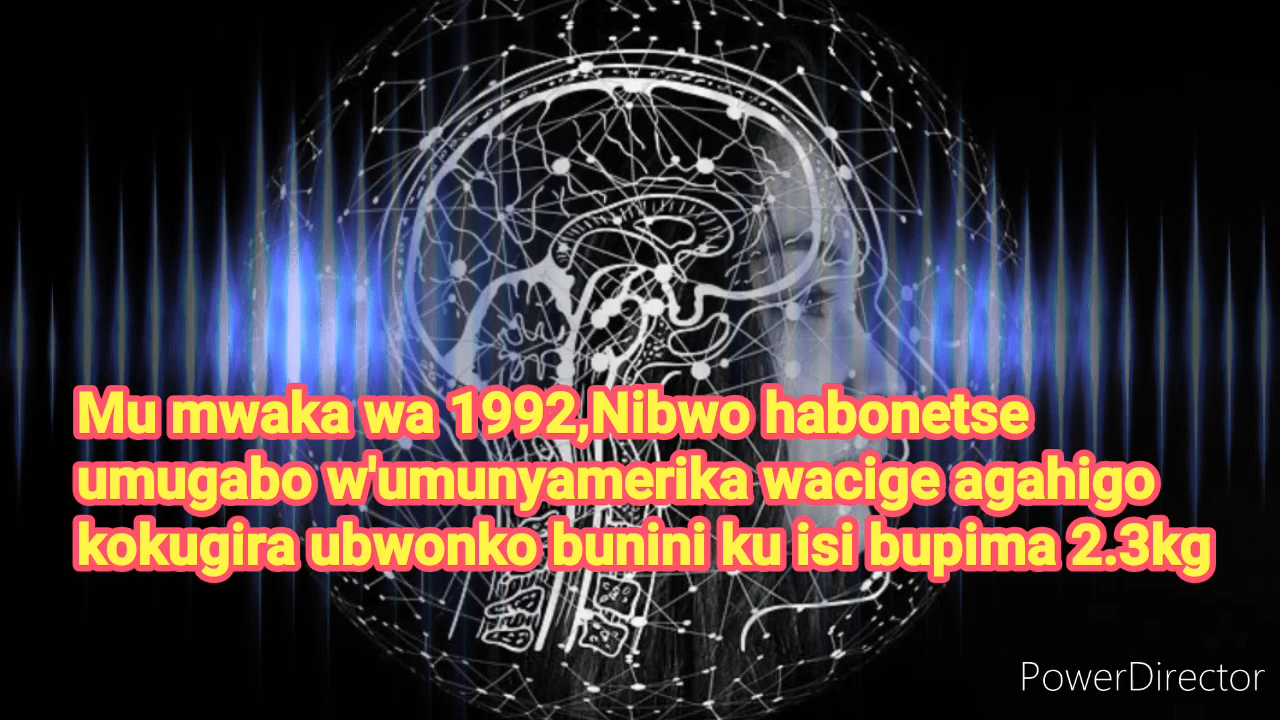 Mu mwaka wa 1992,Nibwo habonetse
umugabo w'umunyamerika wacige agahigo
kokugira ubwonko bunini ku isi bupima 2.3kg
PowerDirector